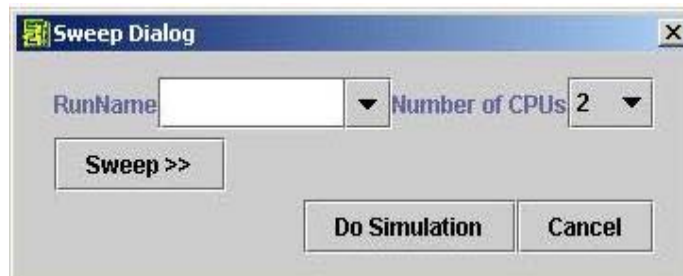 Sweep Dialog
RunName Number of CPUs 2
Sweep >>
Do Simulation Cancel